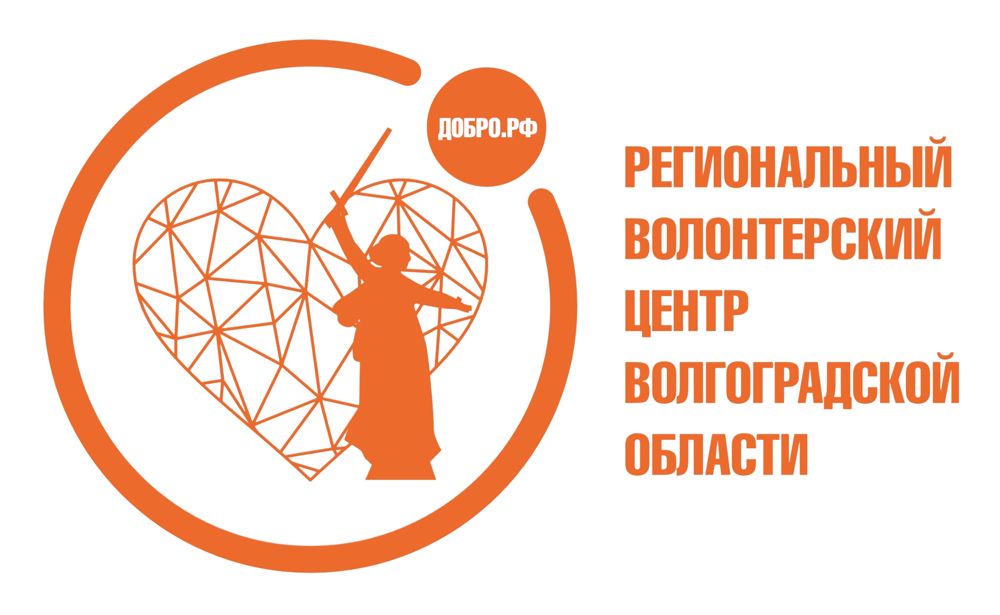 ДОБРО.РФ
РЕГИОНАЛЬНЫЙ
ВОЛОНТЕРСКИЙ
ЦЕНТР
ВОЛГОГРАДСКОЙ
ОБЛАСТИ